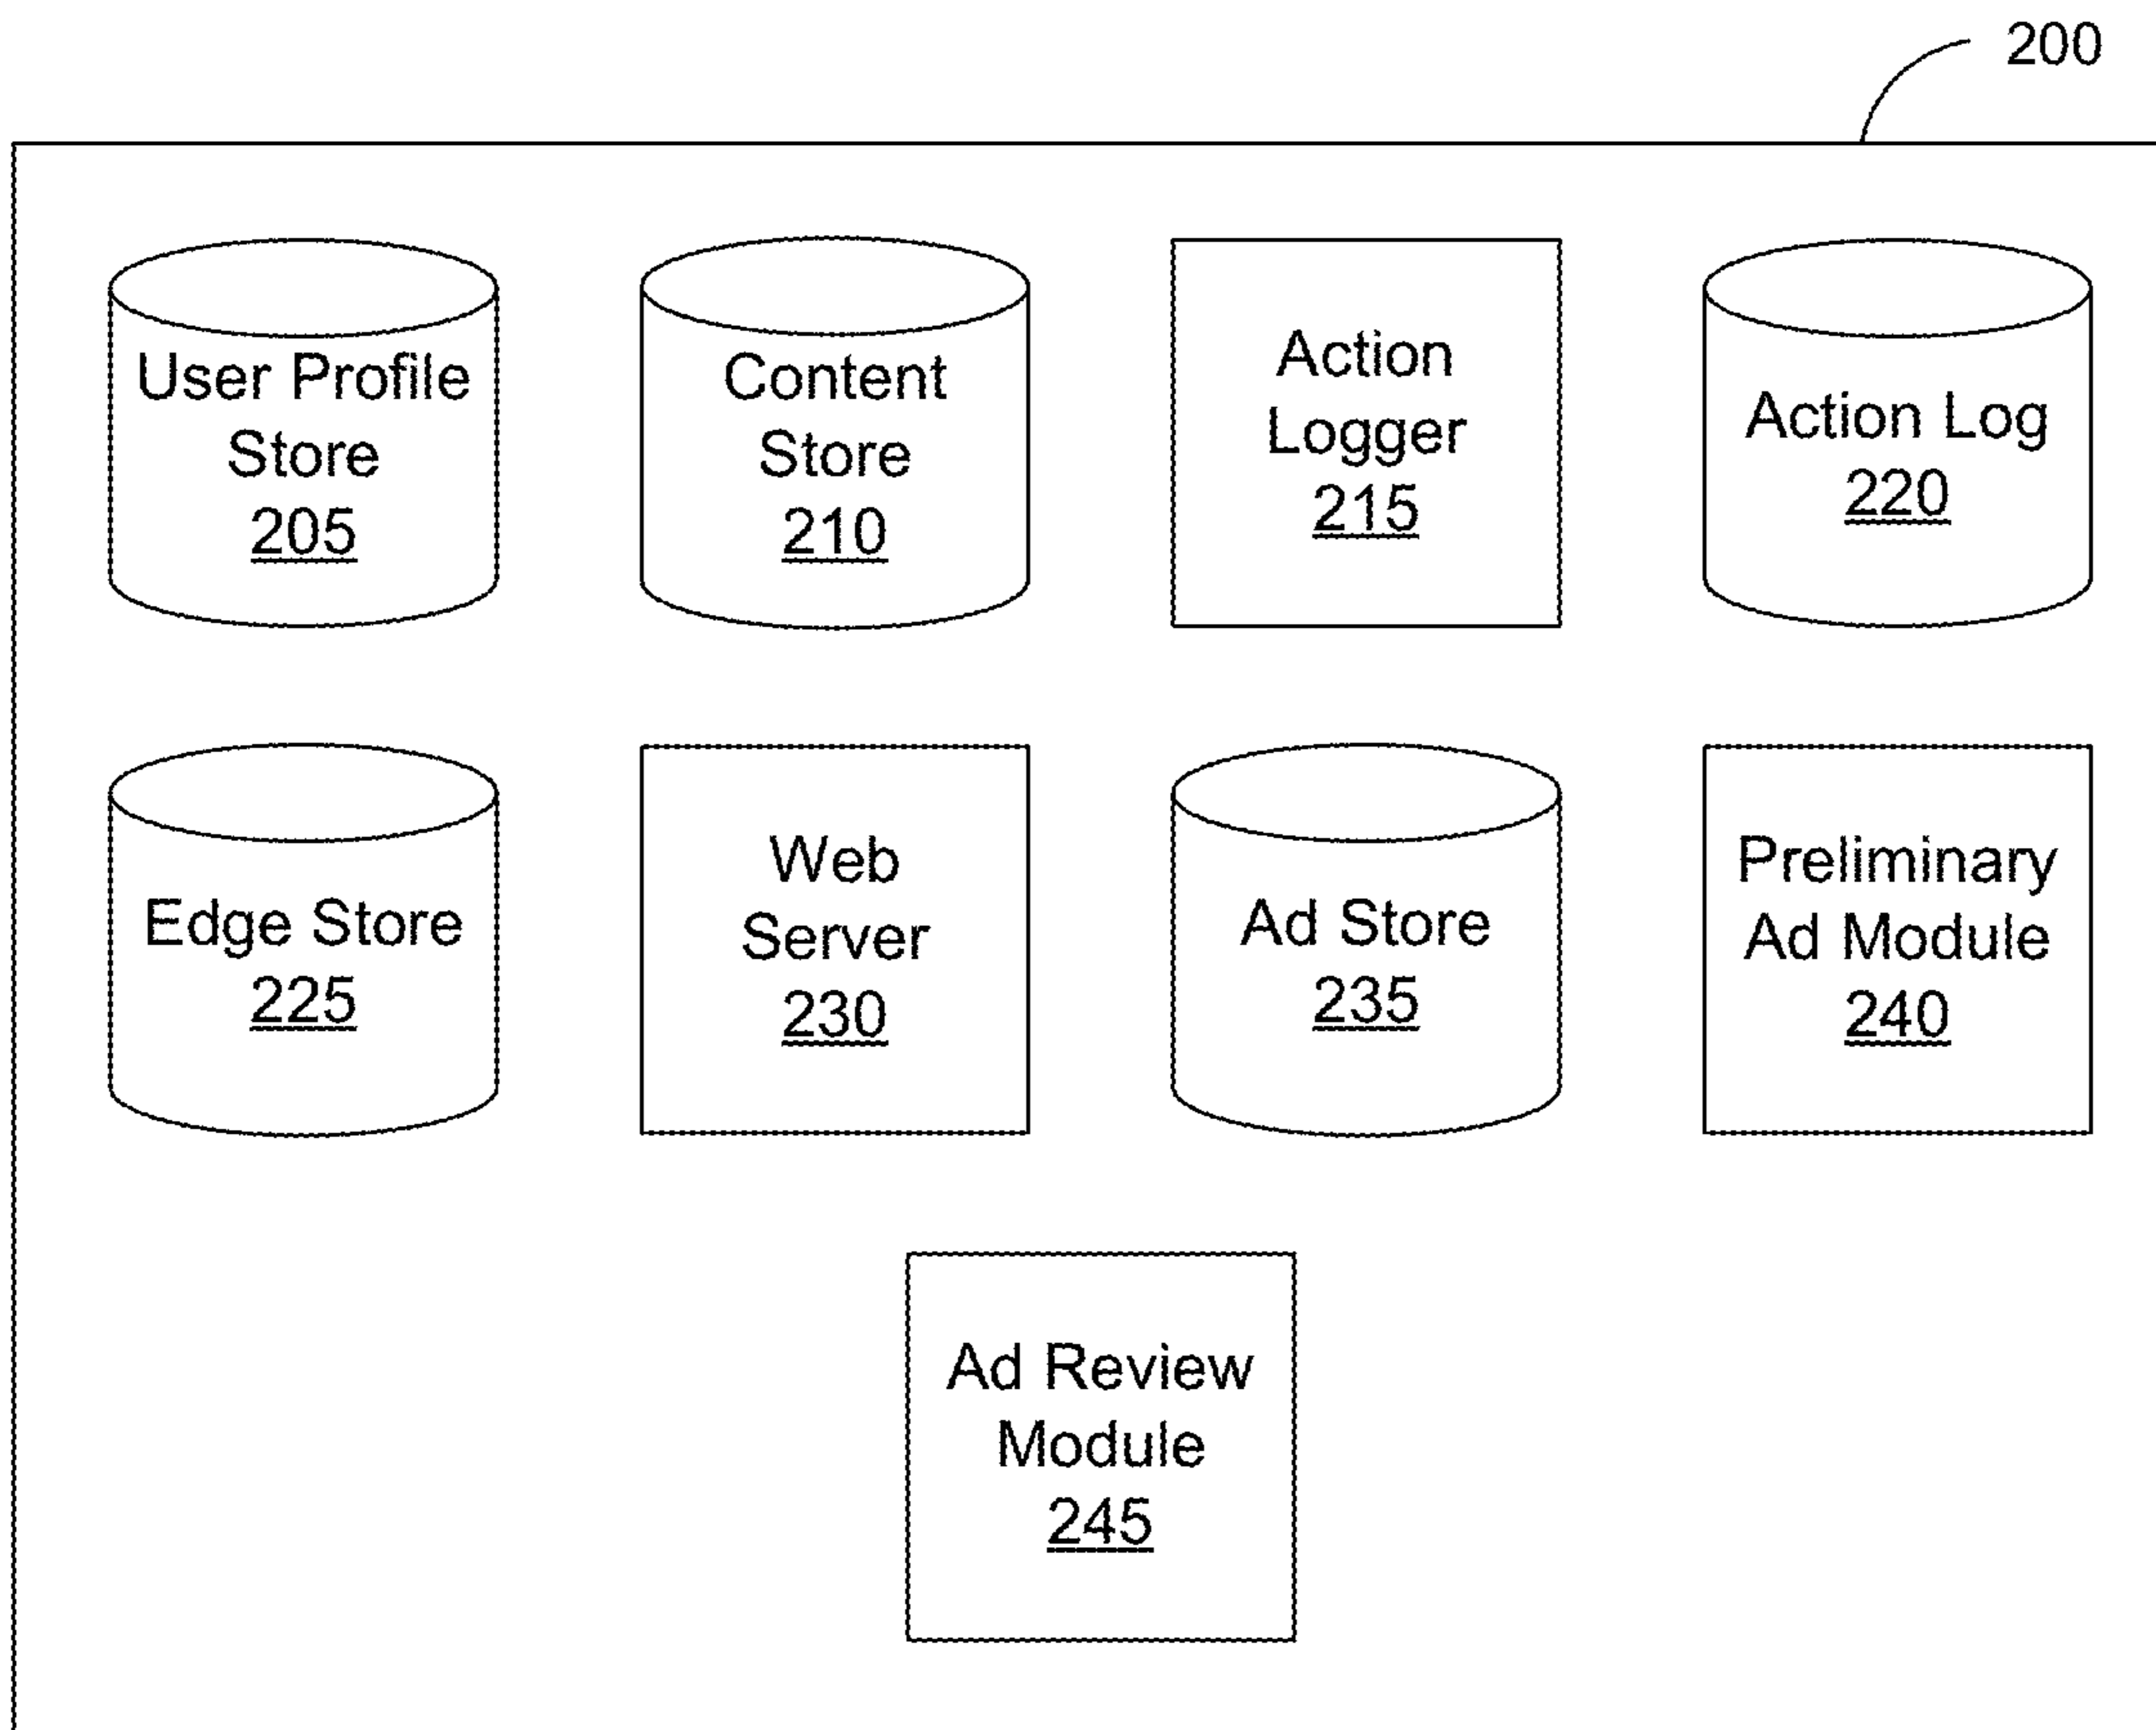 200
User Profile
Store
205
Content
Store
210
Action
Logger
215
Action Log
220
Edge Store
225
Web
Server
230
Ad Store
235
Preliminary
Ad Module
240
Ad Review
Module
245